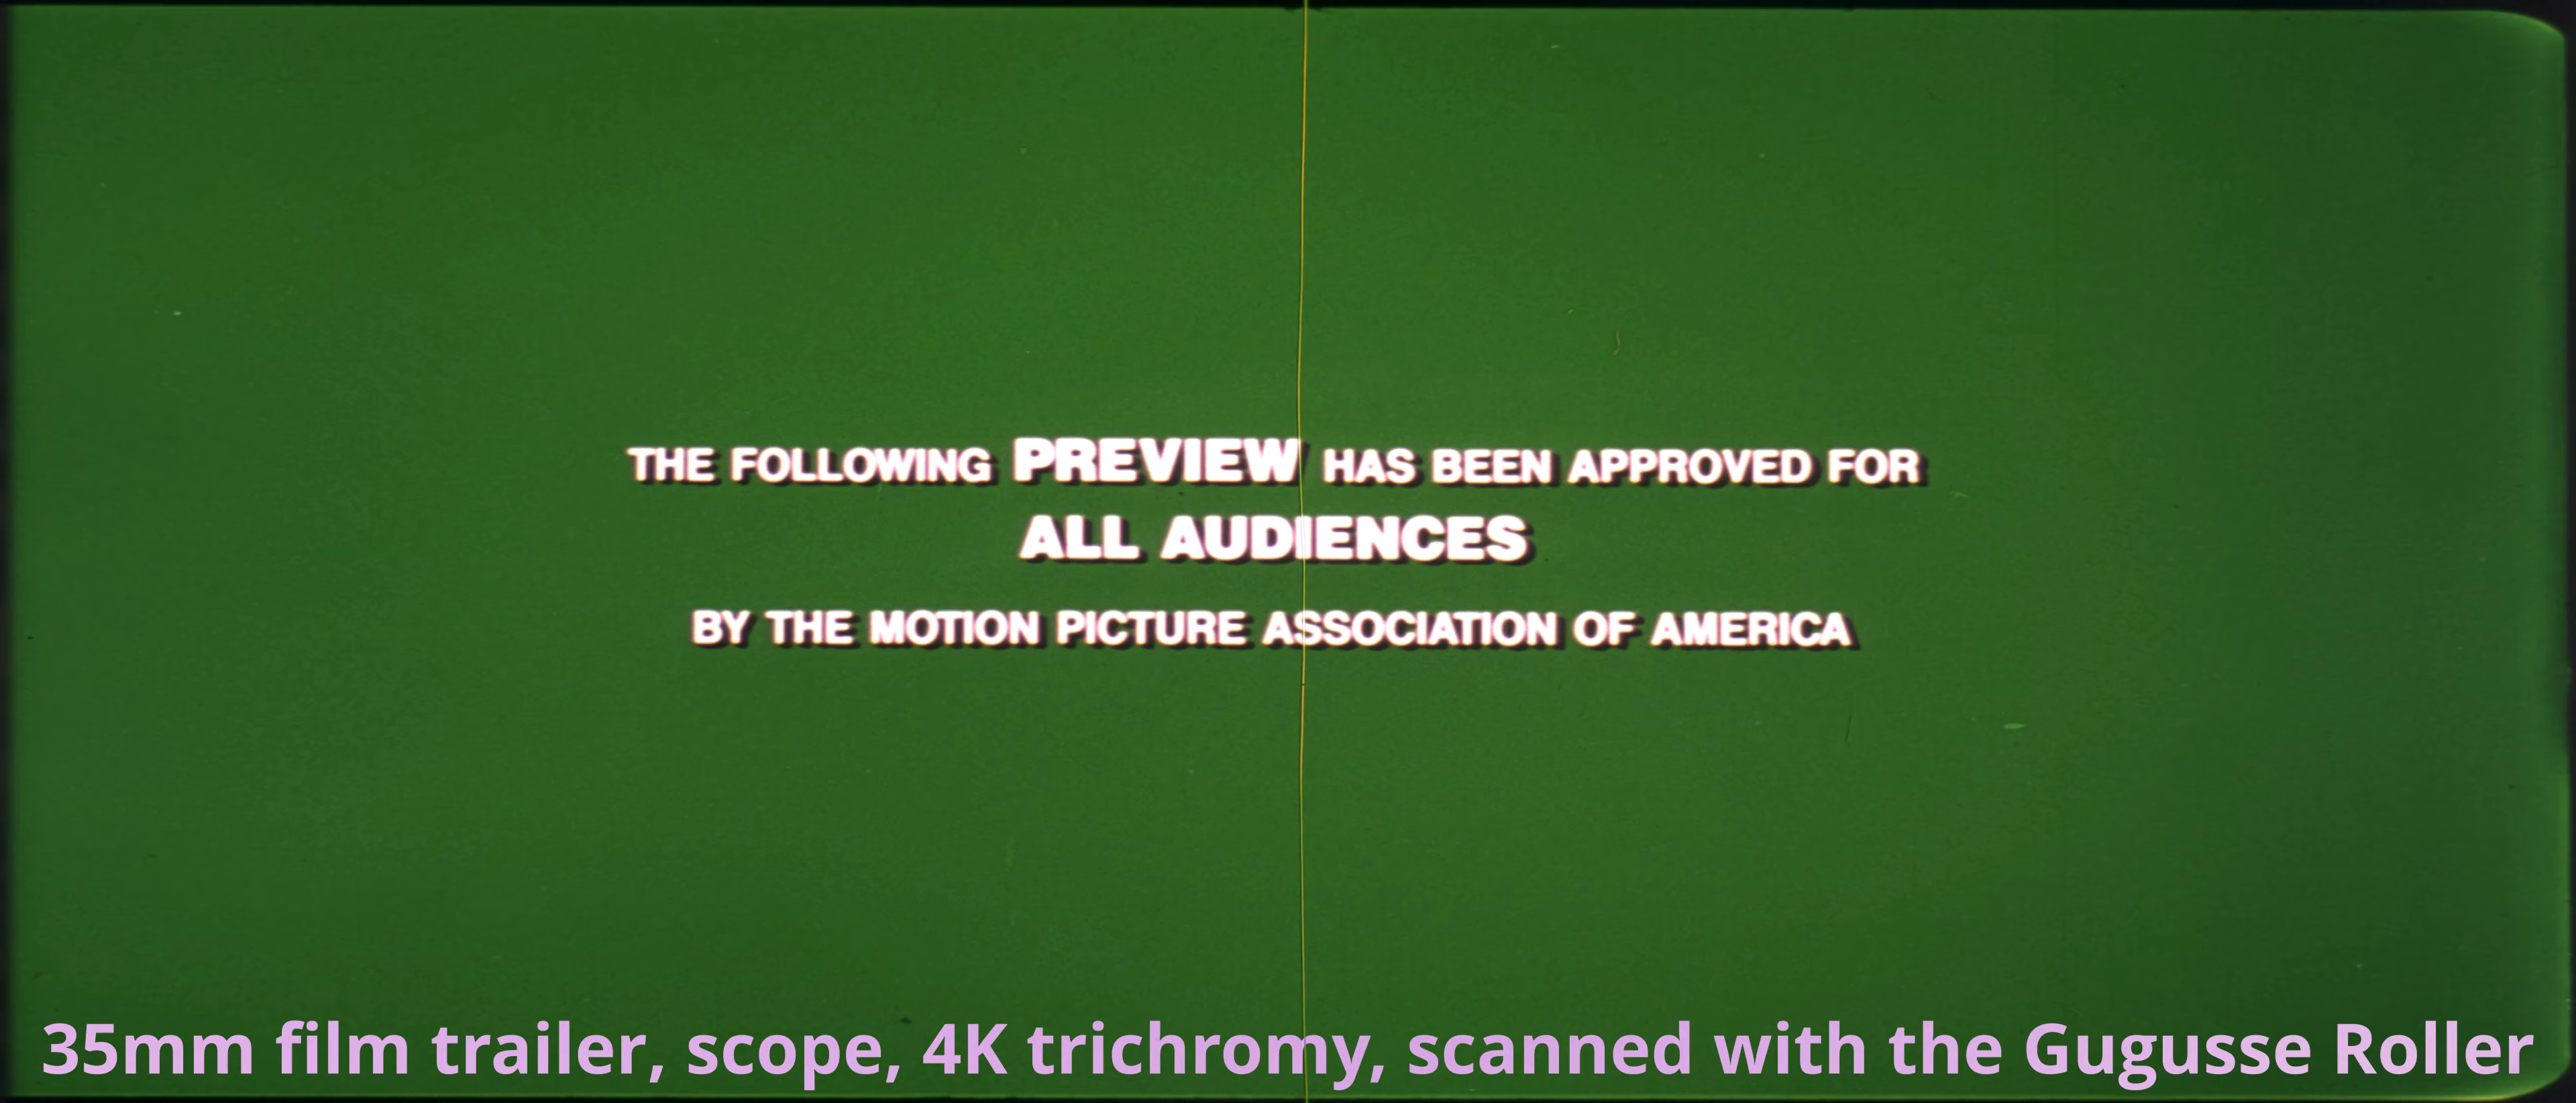 THE FOLLOWING PREVIEW HAS BEEN APPROVED FOR
ALL AUDIENCES
BY THE MOTION PICTURE ASSOCIATION OF AMERICA
35mm film trailer, scope, 4K trichromy, scanned with the Gugusse Roller